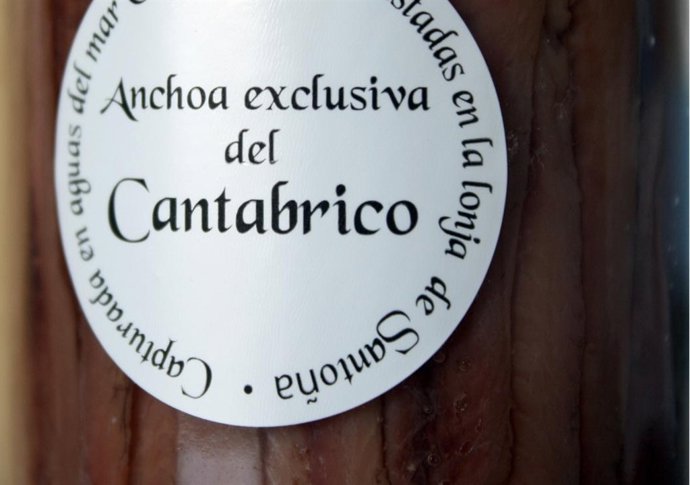 Anchoa exclusiva
del
Cantabrico
Capturada en aguas del mar
en la lonja de Santoña •